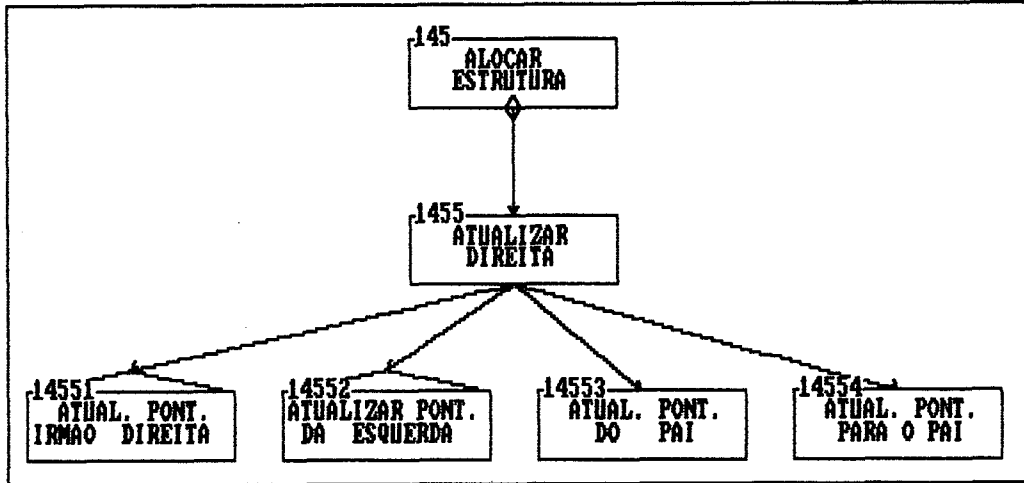 145
ALOCAR
ESTRUTURA
1455
ATUALIZAR
DIREITA
14551
ATUAL. PONT.
IRMAO DIREITA
14552
ATUALIZAR PONT.
DA ESQUERDA
14553
ATUAL. PONT.
DO PAI
14554
ATUAL. PONT.
PARA O PAI